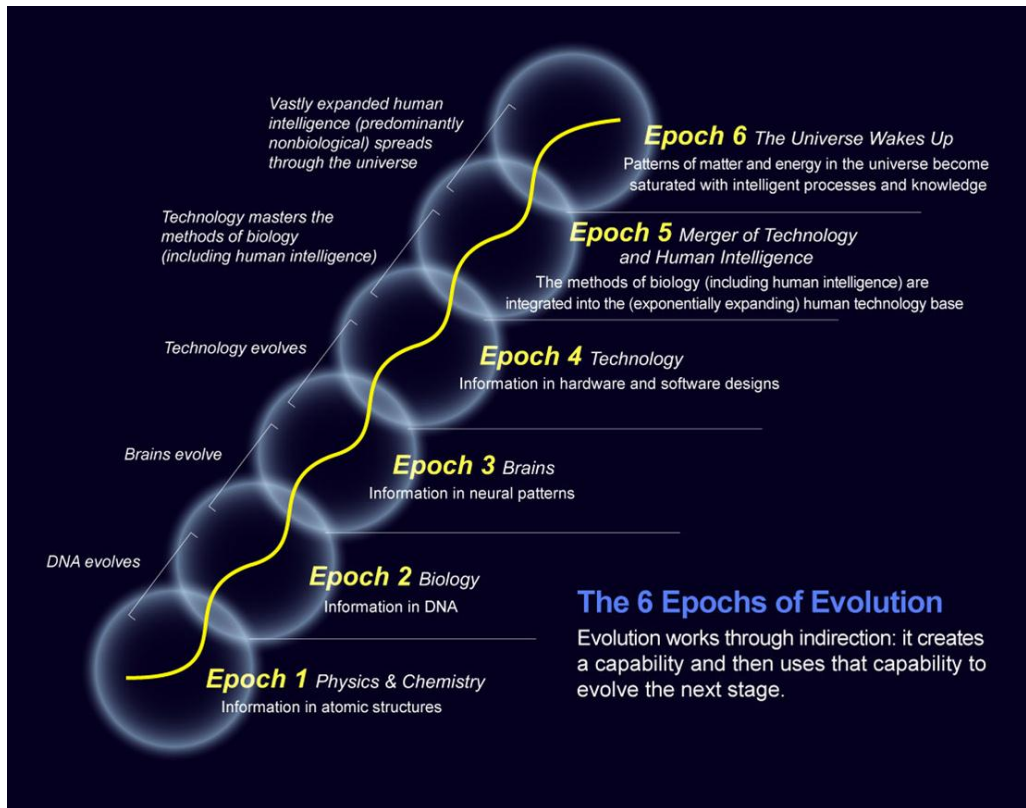 Vastly expanded human
intelligence (predominantly
nonbiological) spreads
through the universe
Epoch 6 The Universe Wakes Up
Patterns of matter and energy in the universe become
saturated with intelligent processes and knowledge
Technology masters the
methods of biology
(including human intelligence)
Epoch 5 Merger of Technology
and Human Intelligence
The methods of biology (including human intelligence) are
integrated into the (exponentially expanding) human technology base
Technology evolves
Epoch 4 Technology
Information in hardware and software designs
Brains evolve
Epoch 3 Brains
Information in neural patterns
DNA evolves
Epoch 2 Biology
Information in DNA
Epoch 1 Physics & Chemistry
Information in atomic structures
The 6 Epochs of Evolution
Evolution works through indirection: it creates
a capability and then uses that capability to
evolve the next stage.